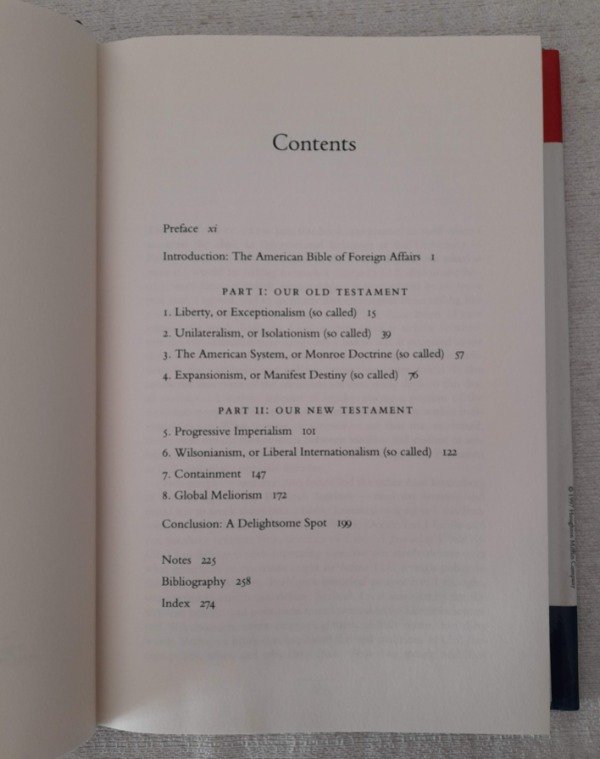 Contents
Preface xi
Introduction: The American Bible of Foreign Affairs 1
PART I: OUR OLD TESTAMENT
1. Liberty, or Exceptionalism (so called) 15
2. Unilateralism, or Isolationism (so called) 39
3. The American System, or Monroe Doctrine (so called) 57
4. Expansionism, or Manifest Destiny (so called) 76
PART II: OUR NEW TESTAMENT
5. Progressive Imperialism 101
6. Wilsonianism, or Liberal Internationalism (so called) 122
7. Containment 147
8. Global Meliorism 172
Conclusion: A Delightsome Spot 199
Notes 225
Bibliography 258
Index 274
© 1997 Houghton Mifflin Company